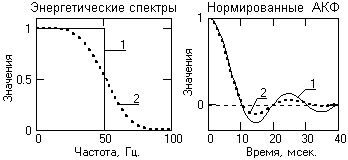 Энергетические спектры
Нормированные АКФ
Значения
1
0.5
0
1
2
0
50
100
Частота, Гц.
Значения
1
0
2
1
0
10
20
30
40
Время, мсек.